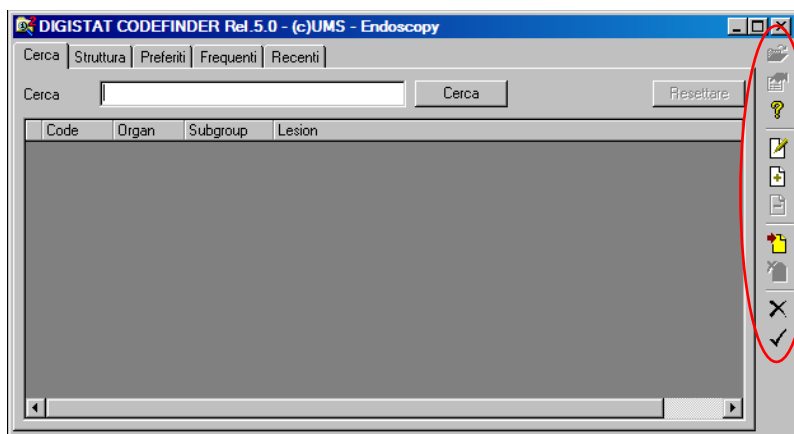 DIGISTAT CODEFINDER Rel.5.0 - (c)UMS - Endoscopy
Cerca Struttura Preferiti Frequenti Recenti
Cerca Cerca Resettare
Code Organ Subgroup Lesion